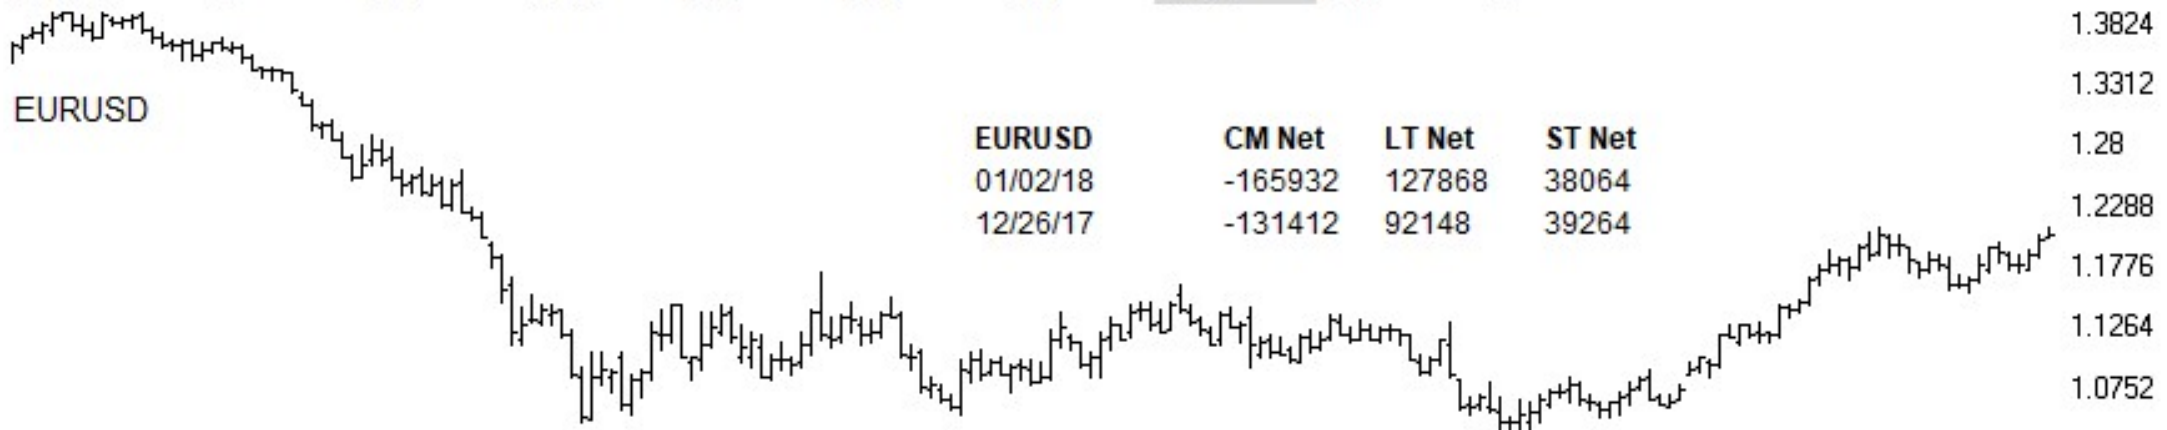 1.3824
1.3312
EURUSD
EURUSD CM Net LT Net ST Net
1.28
01/02/18 -165932 127868 38064
1.2288
12/26/17 -131412 92148 39264
1.1776
1.1264
1.0752